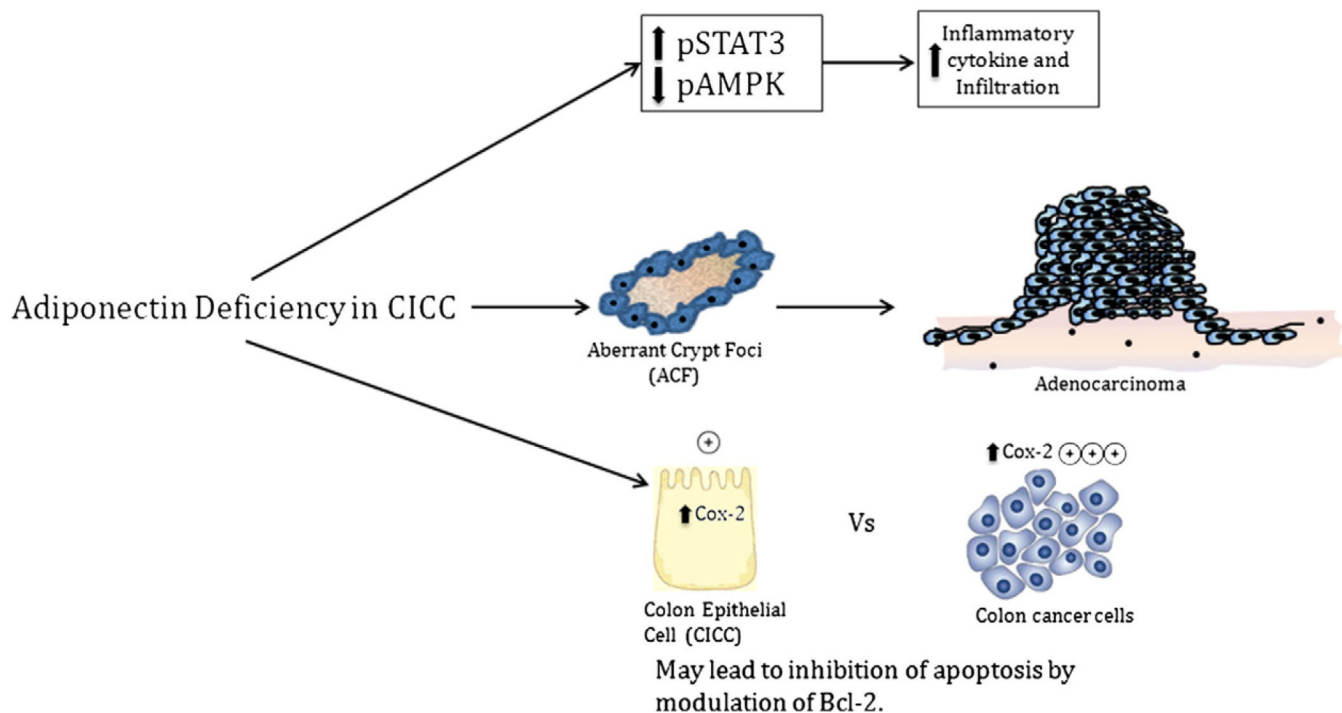 pSTAT3
pAMPK
Inflammatory
cytokine and
Infiltration
Adiponectin Deficiency in CICC
Aberrant Crypt Foci
(ACF)
Adenocarcinoma
+
Cox-2
Colon Epithelial
Cell (CICC)
Vs
Cox-2 + + +
Colon cancer cells
May lead to inhibition of apoptosis by
modulation of Bcl-2.